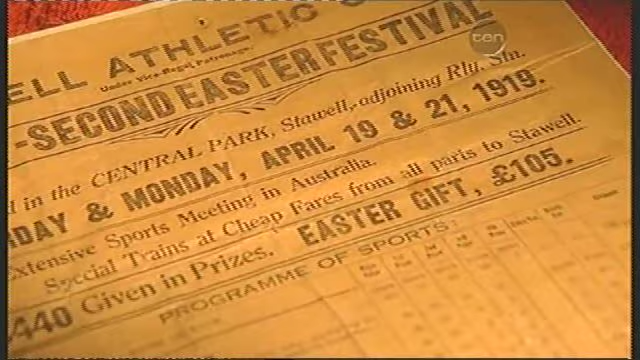 ELL ATHLETIC
ten
Under Vice-Regal Patronage.
-SECOND EASTER FESTIVAL
d in the CENTRAL PARK, Stawell, adjoining Rly. Stn.
DAY & MONDAY, APRIL 19 & 21, 1919.
Extensive Sports Meeting in Australia.
Special Trains at Cheap Fares from all parts to Stawell.
440 Given in Prizes. EASTER GIFT, £105.
PROGRAMME OF SPORTS: